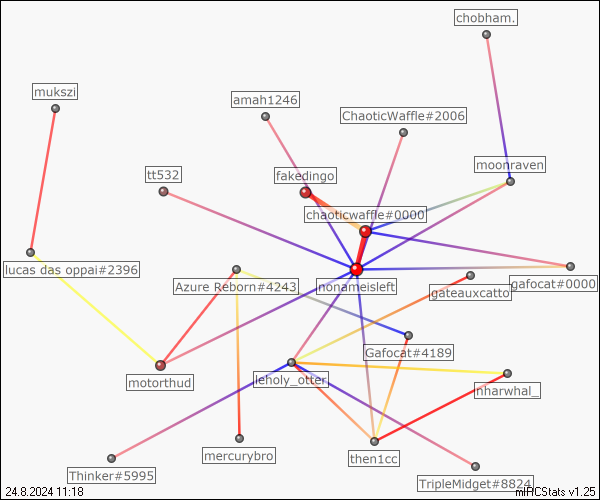 chobham.
mukszi
amah1246
ChaoticWaffle#2006
moonraven
tt532
fakedingo
chaoticwaffle#0000
lucas das oppai#2396
Azure Reborn#4243
nonameisleft
gateauxcatto
gafocat#0000
Gafocat#4189
motorthud
leholy_otter
nharwhal_
mercurybro
then1cc
Thinker#5995
TripleMidget#8824
24.8.2024 11:18
mIRCStats v1.25